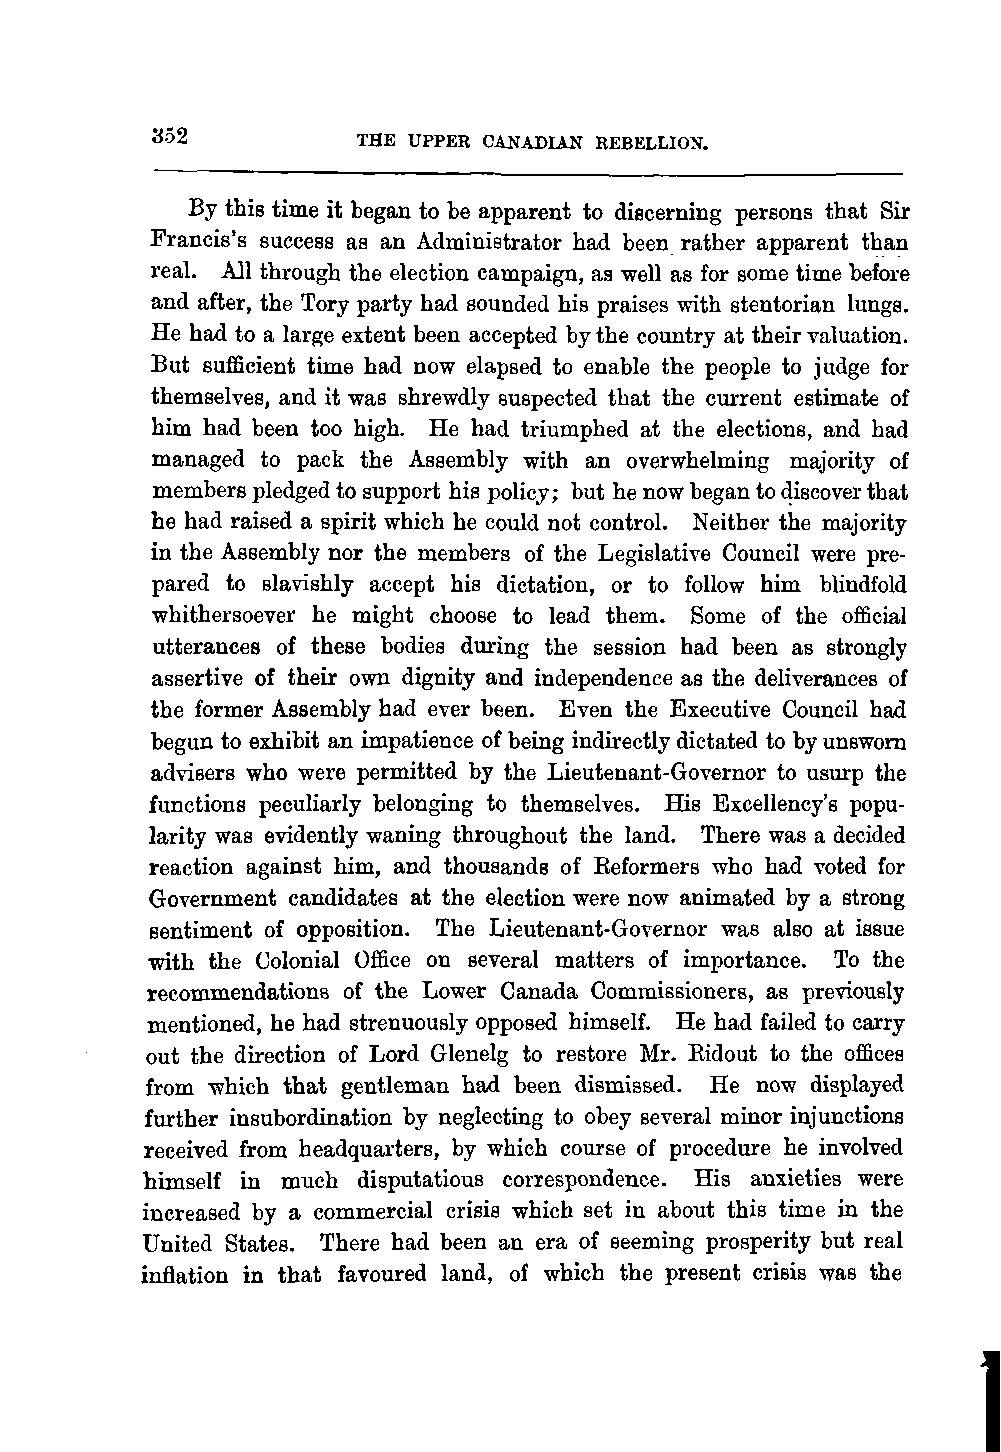 352
THE UPPER CANADIAN REBELLION.
By this time it began to be apparent to discerning persons that Sir
Francis's success as an Administrator had been rather apparent than
real. All through the election campaign, as well as for some time before
and after, the Tory party had sounded his praises with stentorian lungs.
He had to a large extent been accepted by the country at their valuation.
But sufficient time had now elapsed to enable the people to judge for
themselves, and it was shrewdly suspected that the current estimate of
him had been too high. He had triumphed at the elections, and had
managed to pack the Assembly with an overwhelming majority of
members pledged to support his policy; but he now began to discover that
he had raised a spirit which he could not control. Neither the majority
in the Assembly nor the members of the Legislative Council were pre-
pared to slavishly accept his dictation, or to follow him blindfold
whithersoever he might choose to lead them. Some of the official
utterances of these bodies during the session had been as strongly
assertive of their own dignity and independence as the deliverances of
the former Assembly had ever been. Even the Executive Council had
begun to exhibit an impatience of being indirectly dictated to by unsworn
advisers who were permitted by the Lieutenant-Governor to usurp the
functions peculiarly belonging to themselves. His Excellency's popu-
larity was evidently waning throughout the land. There was a decided
reaction against him, and thousands of Reformers who had voted for
Government candidates at the election were now animated by a strong
sentiment of opposition. The Lieutenant-Governor was also at issue
with the Colonial Office on several matters of importance. To the
recommendations of the Lower Canada Commissioners, as previously
mentioned, he had strenuously opposed himself. He had failed to carry
out the direction of Lord Glenelg to restore Mr. Ridout to the offices
from which that gentleman had been dismissed. He now displayed
further insubordination by neglecting to obey several minor injunctions
received from headquarters, by which course of procedure he involved
himself in much disputatious correspondence. His anxieties were
increased by a commercial crisis which set in about this time in the
United States. There had been an era of seeming prosperity but real
inflation in that favoured land, of which the present crisis was the